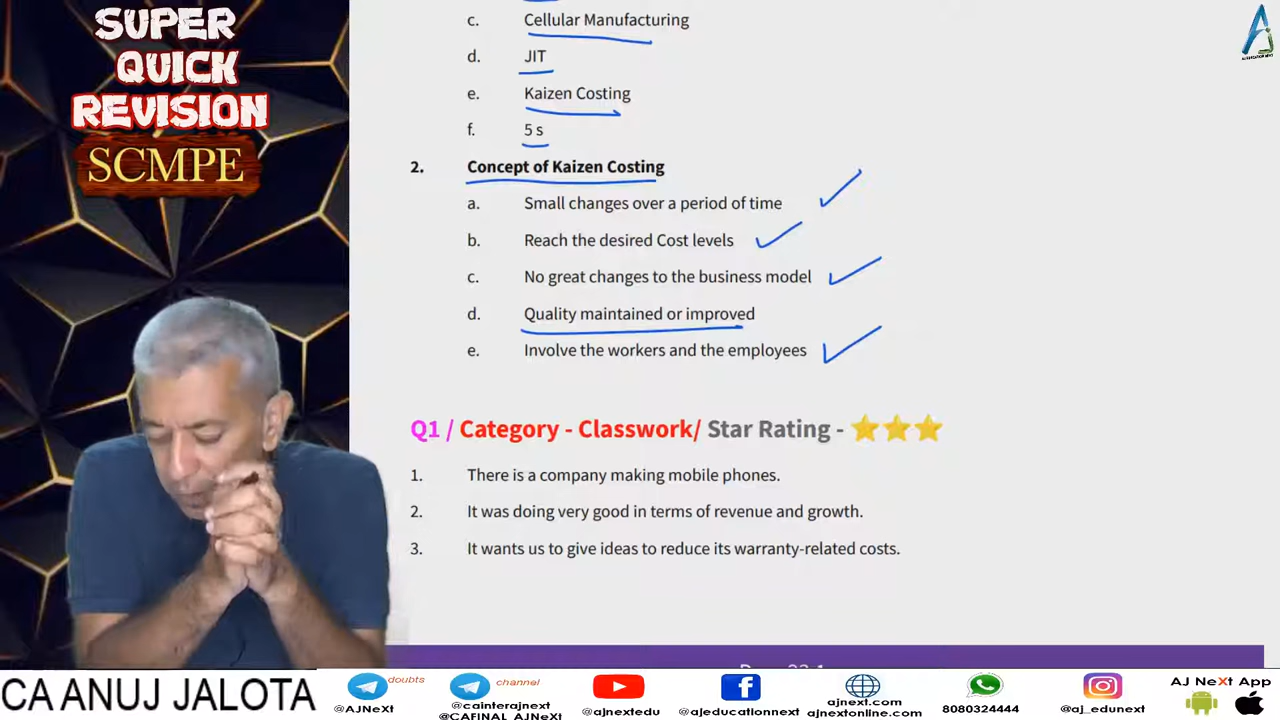 SUPER
QUICK
REVISION
SCMPE
c. Cellular Manufacturing
d. JIT
e. Kaizen Costing
f. 5 s
2. Concept of Kaizen Costing
a. Small changes over a period of time
b. Reach the desired Cost levels
c. No great changes to the business model
d. Quality maintained or improved
e. Involve the workers and the employees
Q1 / Category - Classwork/ Star Rating - ⭐⭐⭐
1. There is a company making mobile phones.
2. It was doing very good in terms of revenue and growth.
3. It wants us to give ideas to reduce its warranty-related costs.
CA ANUJ JALOTA
doubts
@AJNeXt
channel
@cainterajnext
@CAFINAL_AJNeXt
@ajnextedu
@ajeducationnext
ajnext.com
ajnextonline.com
8080324444
@aj_edunext
AJ NeXt App